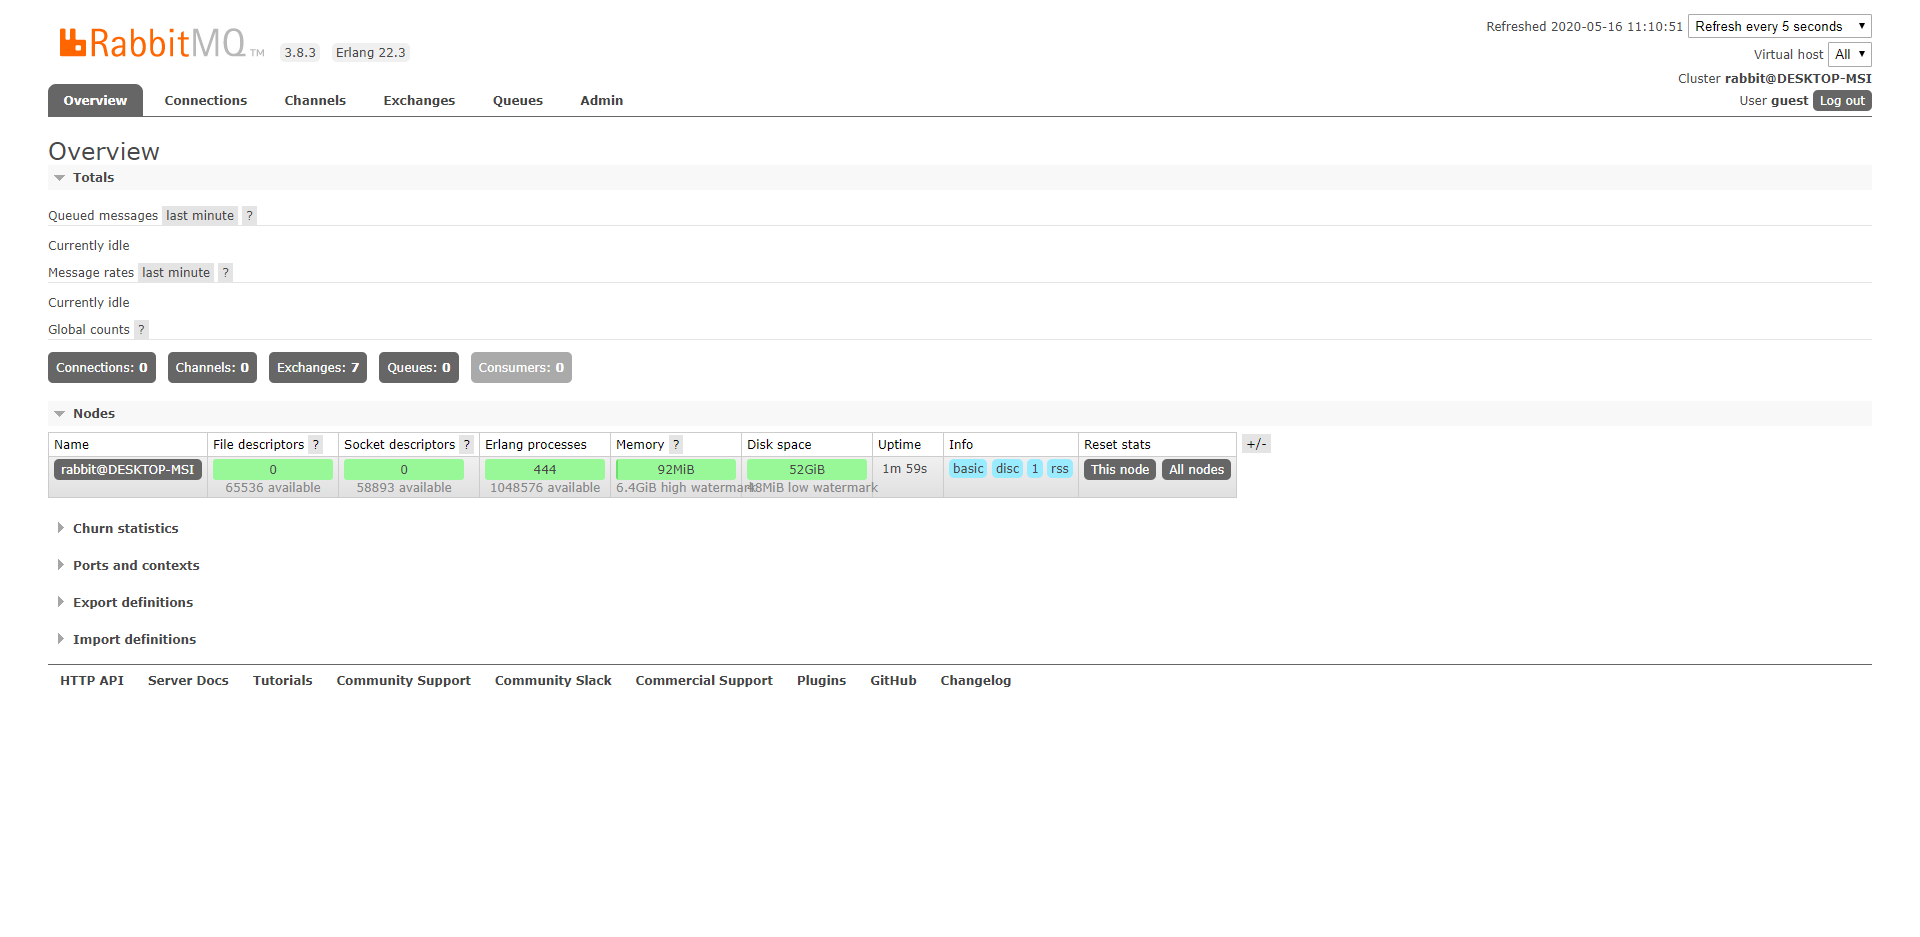 RabbitMQ TM 3.8.3 Erlang 22.3
Refreshed 2020-05-16 11:10:51 Refresh every 5 seconds
Virtual host All
Cluster rabbit@DESKTOP-MSI
User guest Log out
Overview Connections Channels Exchanges Queues Admin
Overview
Totals
Queued messages last minute ?
Currently idle
Message rates last minute ?
Currently idle
Global counts ?
Connections: 0 Channels: 0 Exchanges: 7 Queues: 0 Consumers: 0
Nodes
Name File descriptors ? Socket descriptors ? Erlang processes Memory ? Disk space Uptime Info Reset stats +/-
rabbit@DESKTOP-MSI 0 0 444 92MiB 52GiB 1m 59s basic disc 1 rss This node All nodes
65536 available 58893 available 1048576 available 6.4GiB high watermark 48MiB low watermark
Churn statistics
Ports and contexts
Export definitions
Import definitions
HTTP API Server Docs Tutorials Community Support Community Slack Commercial Support Plugins GitHub Changelog